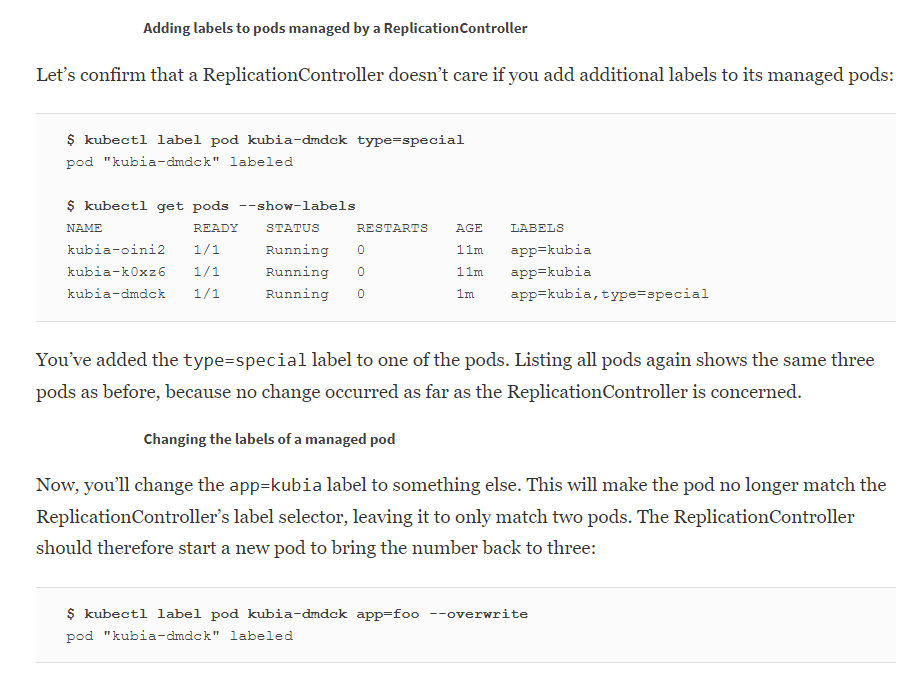 Adding labels to pods managed by a ReplicationController
Let’s confirm that a ReplicationController doesn’t care if you add additional labels to its managed pods:
$ kubectl label pod kubia-dmdck type=special
pod "kubia-dmdck" labeled
$ kubectl get pods --show-labels
NAME READY STATUS RESTARTS AGE LABELS
kubia-oini2 1/1 Running 0 11m app=kubia
kubia-k0xz6 1/1 Running 0 11m app=kubia
kubia-dmdck 1/1 Running 0 1m app=kubia,type=special
You’ve added the type=special label to one of the pods. Listing all pods again shows the same three
pods as before, because no change occurred as far as the ReplicationController is concerned.
Changing the labels of a managed pod
Now, you’ll change the app=kubia label to something else. This will make the pod no longer match the
ReplicationController’s label selector, leaving it to only match two pods. The ReplicationController
should therefore start a new pod to bring the number back to three:
$ kubectl label pod kubia-dmdck app=foo --overwrite
pod "kubia-dmdck" labeled